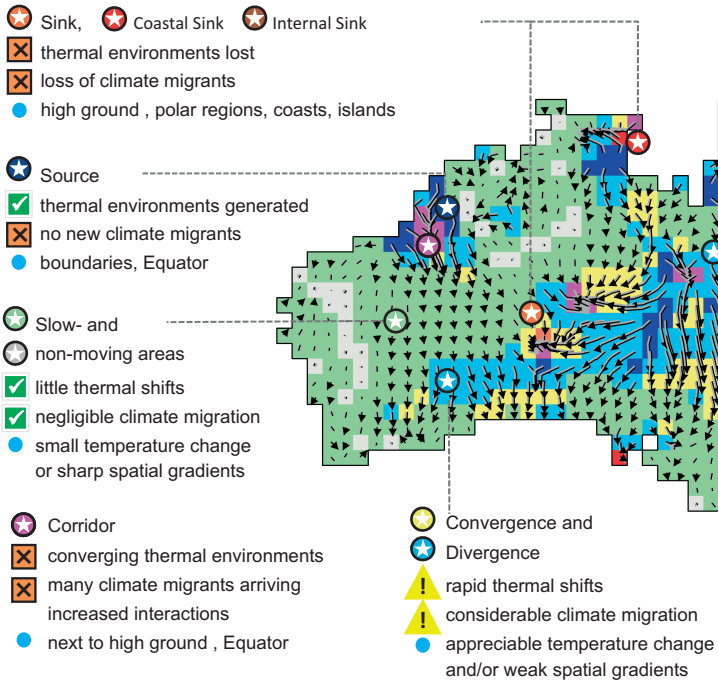 Sink, Coastal Sink Internal Sink
thermal environments lost
loss of climate migrants
high ground , polar regions, coasts, islands
Source
thermal environments generated
no new climate migrants
boundaries, Equator
Slow- and
non-moving areas
little thermal shifts
negligible climate migration
small temperature change
or sharp spatial gradients
Corridor
converging thermal environments
many climate migrants arriving
increased interactions
next to high ground , Equator
Convergence and
Divergence
! rapid thermal shifts
! considerable climate migration
appreciable temperature change
and/or weak spatial gradients